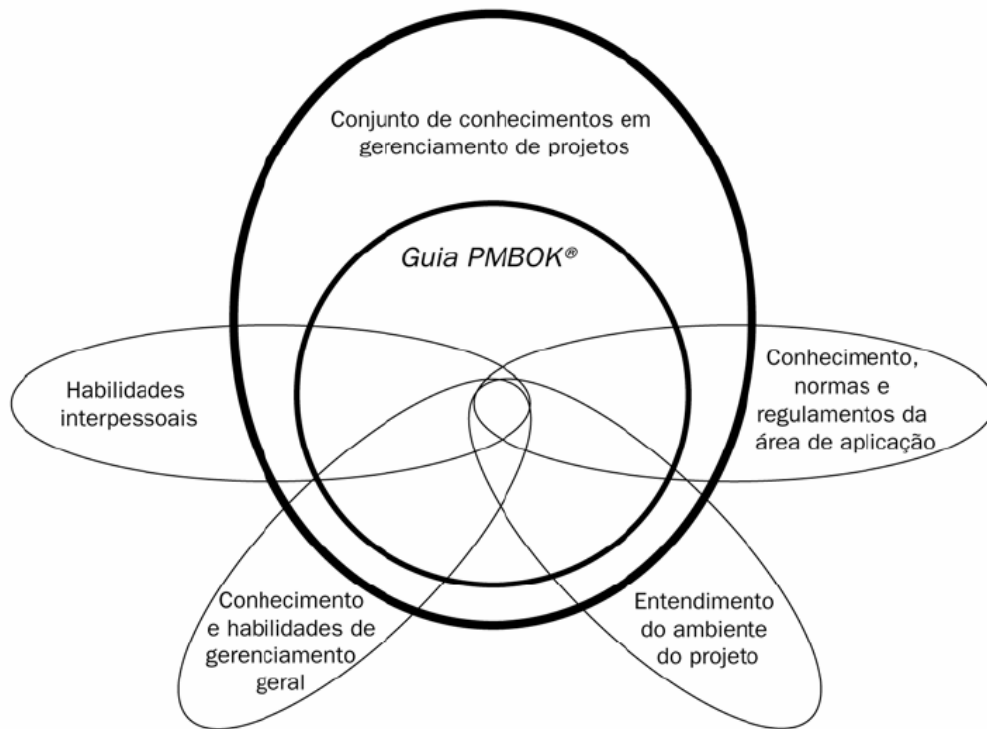 Conjunto de conhecimentos em
gerenciamento de projetos
Guia PMBOK®
Habilidades
interpessoais
Conhecimento,
normas e
regulamentos da
área de aplicação
Conhecimento
e habilidades de
gerenciamento
geral
Entendimento
do ambiente
do projeto